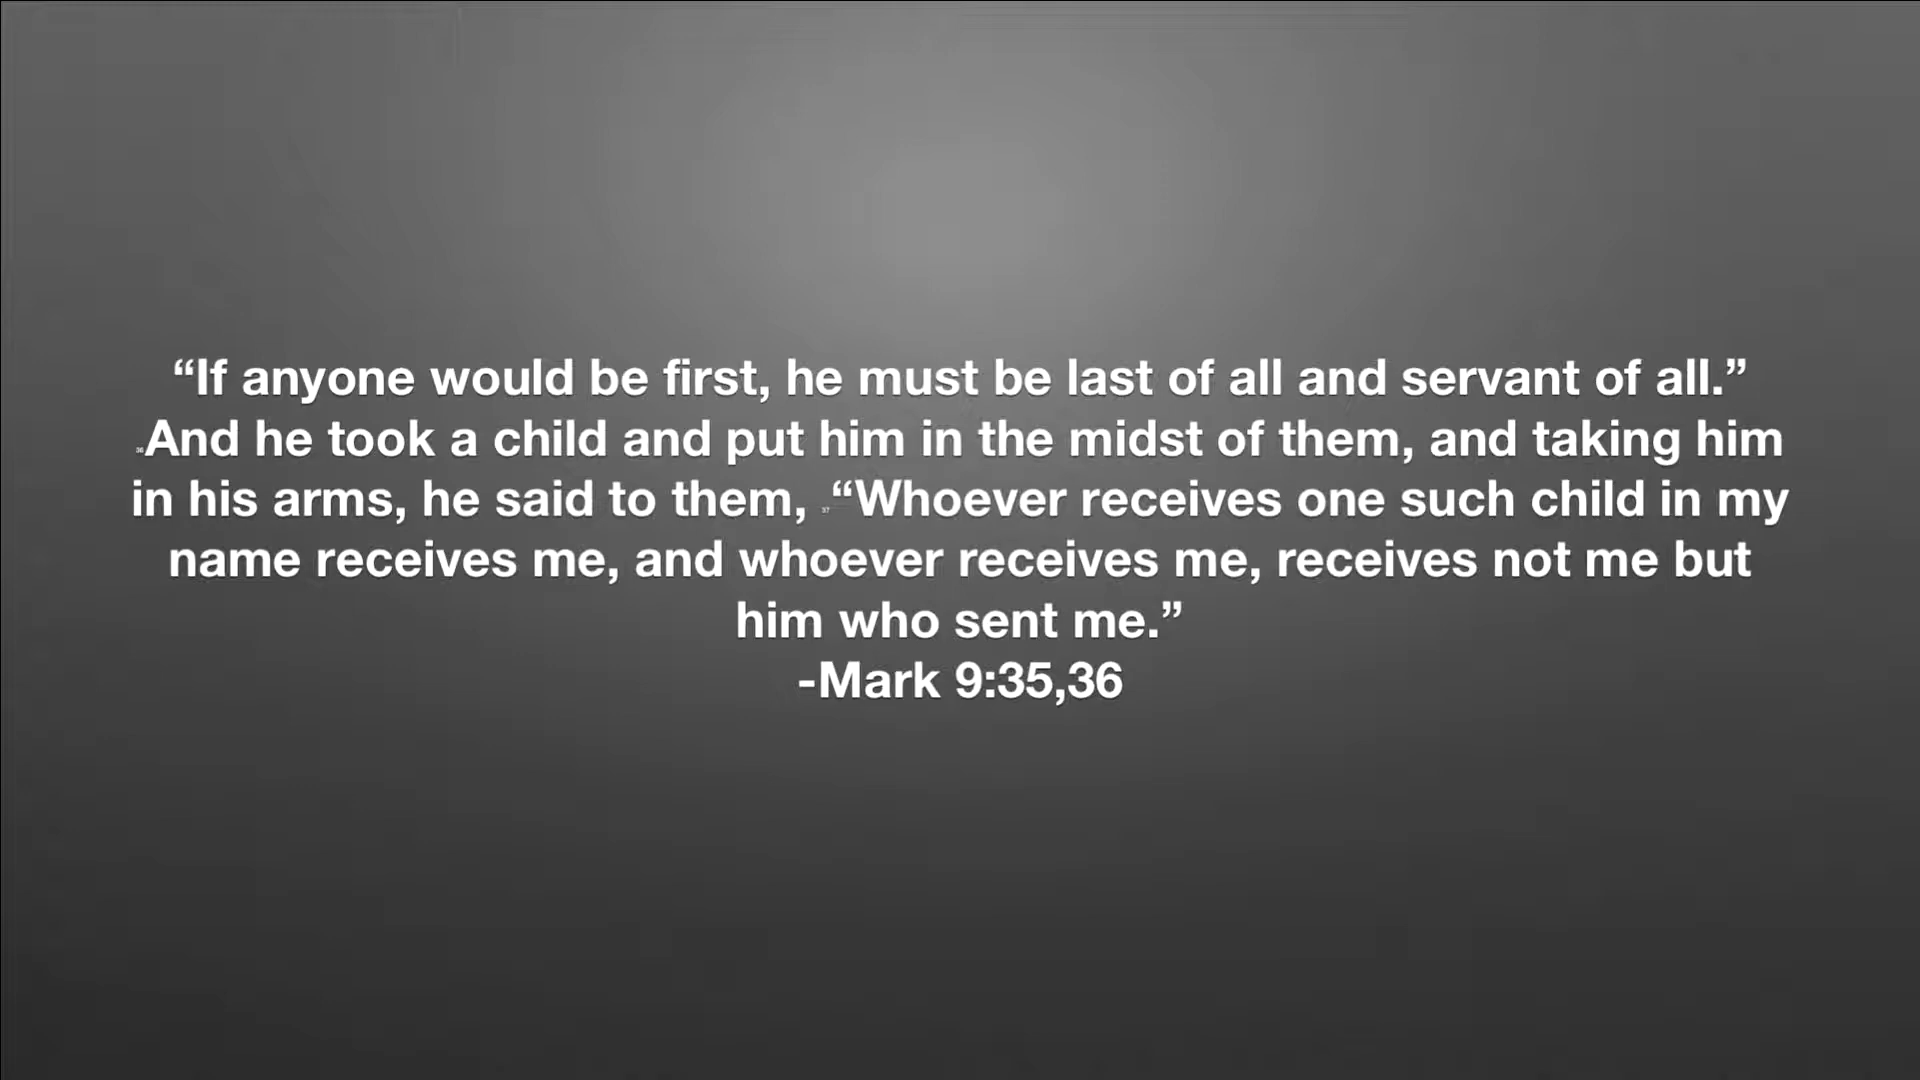 “If anyone would be first, he must be last of all and servant of all.”
36And he took a child and put him in the midst of them, and taking him
in his arms, he said to them, 37“Whoever receives one such child in my
name receives me, and whoever receives me, receives not me but
him who sent me.”
-Mark 9:35,36